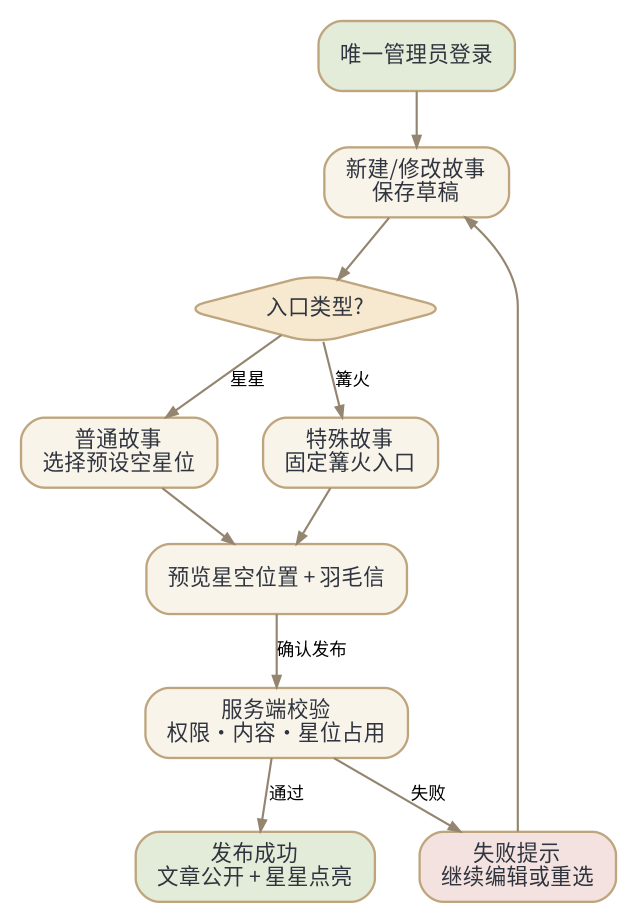 唯一管理员登录
新建/修改故事
保存草稿
入口类型?
星星
篝火
普通故事
选择预设空星位
特殊故事
固定篝火入口
预览星空位置+羽毛信
确认发布
服务端校验
权限・内容・星位占用
通过
失败
发布成功
文章公开+星星点亮
失败提示
继续编辑或重选